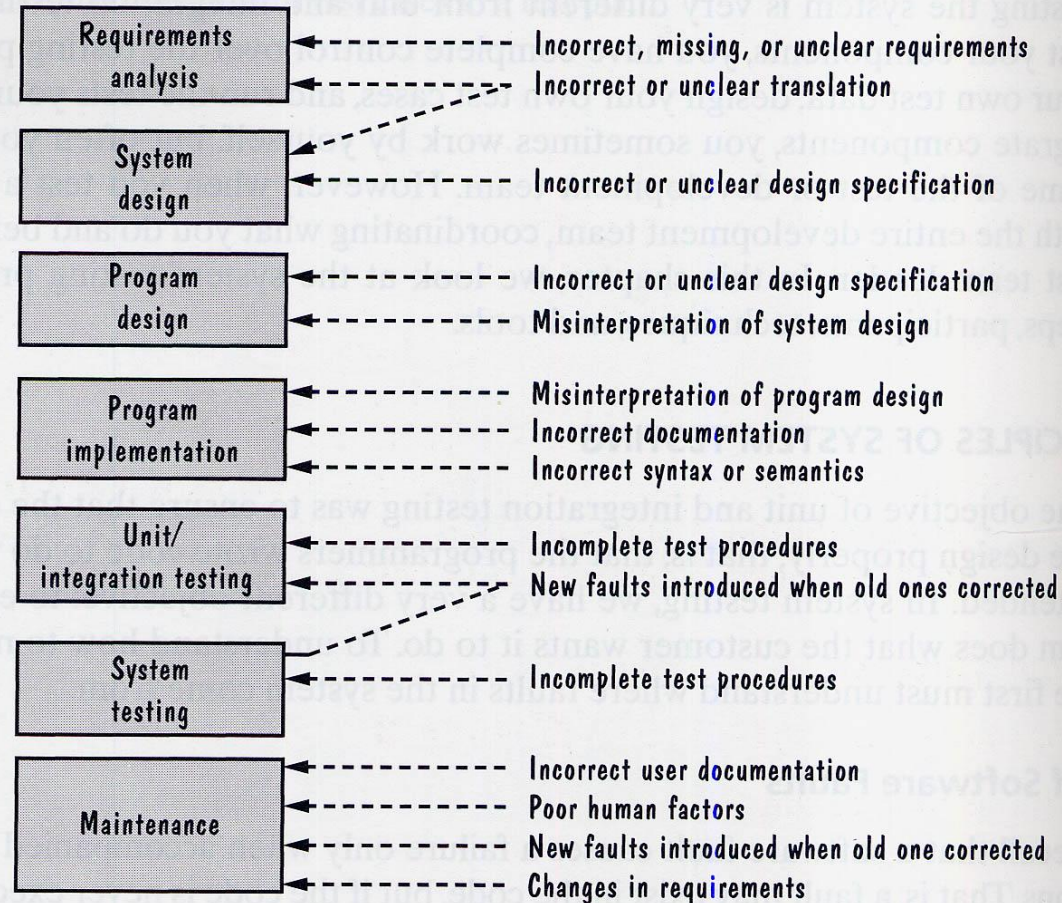 Requirements
analysis
Incorrect, missing, or unclear requirements
Incorrect or unclear translation
System
design
Incorrect or unclear design specification
Program
design
Incorrect or unclear design specification
Misinterpretation of system design
Program
implementation
Misinterpretation of program design
Incorrect documentation
Incorrect syntax or semantics
Unit/
integration testing
Incomplete test procedures
New faults introduced when old ones corrected
System
testing
Incomplete test procedures
Maintenance
Incorrect user documentation
Poor human factors
New faults introduced when old one corrected
Changes in requirements